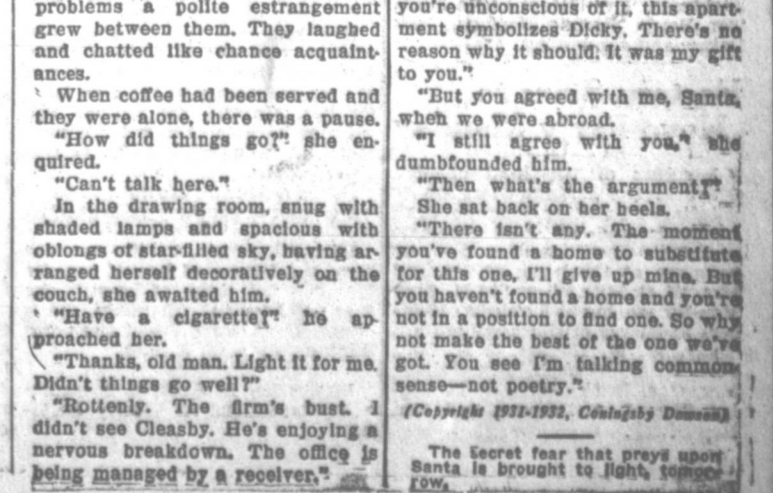 problems a polite estrangement
grew between them. They laughed
and chatted like chance acquaint-
ances.
When coffee had been served and
they were alone, there was a pause.
"How did things go?" she en-
quired.
"Can't talk here."
In the drawing room, snug with
shaded lamps and spacious with
oblongs of star-filled sky, having ar-
ranged herself decoratively on the
couch, she awaited him.
"Have a cigarette?" he ap-
proached her.
"Thanks, old man. Light it for me.
Didn't things go well?"
"Rottenly. The firm's bust. I
didn't see Cleasby. He's enjoying a
nervous breakdown. The office is
being managed by a receiver."
you're unconscious of it, this apart-
ment symbolizes Dicky. There's no
reason why it should. It was my gift
to you."
"But you agreed with me, Santa,
when we were abroad.
"I still agree with you," she
dumbfounded him.
"Then what's the argument?"
She sat back on her heels.
"There isn't any. The moment
you've found a home to substitute
for this one, I'll give up mine. But
you haven't found a home and you're
not in a position to find one. So why
not make the best of the one we've
got. You see I'm talking common
sense—not poetry."
(Copyright 1931-1932, Coningsby Dawson)
The secret fear that preys upon
Santa is brought to light, tomor-
row.